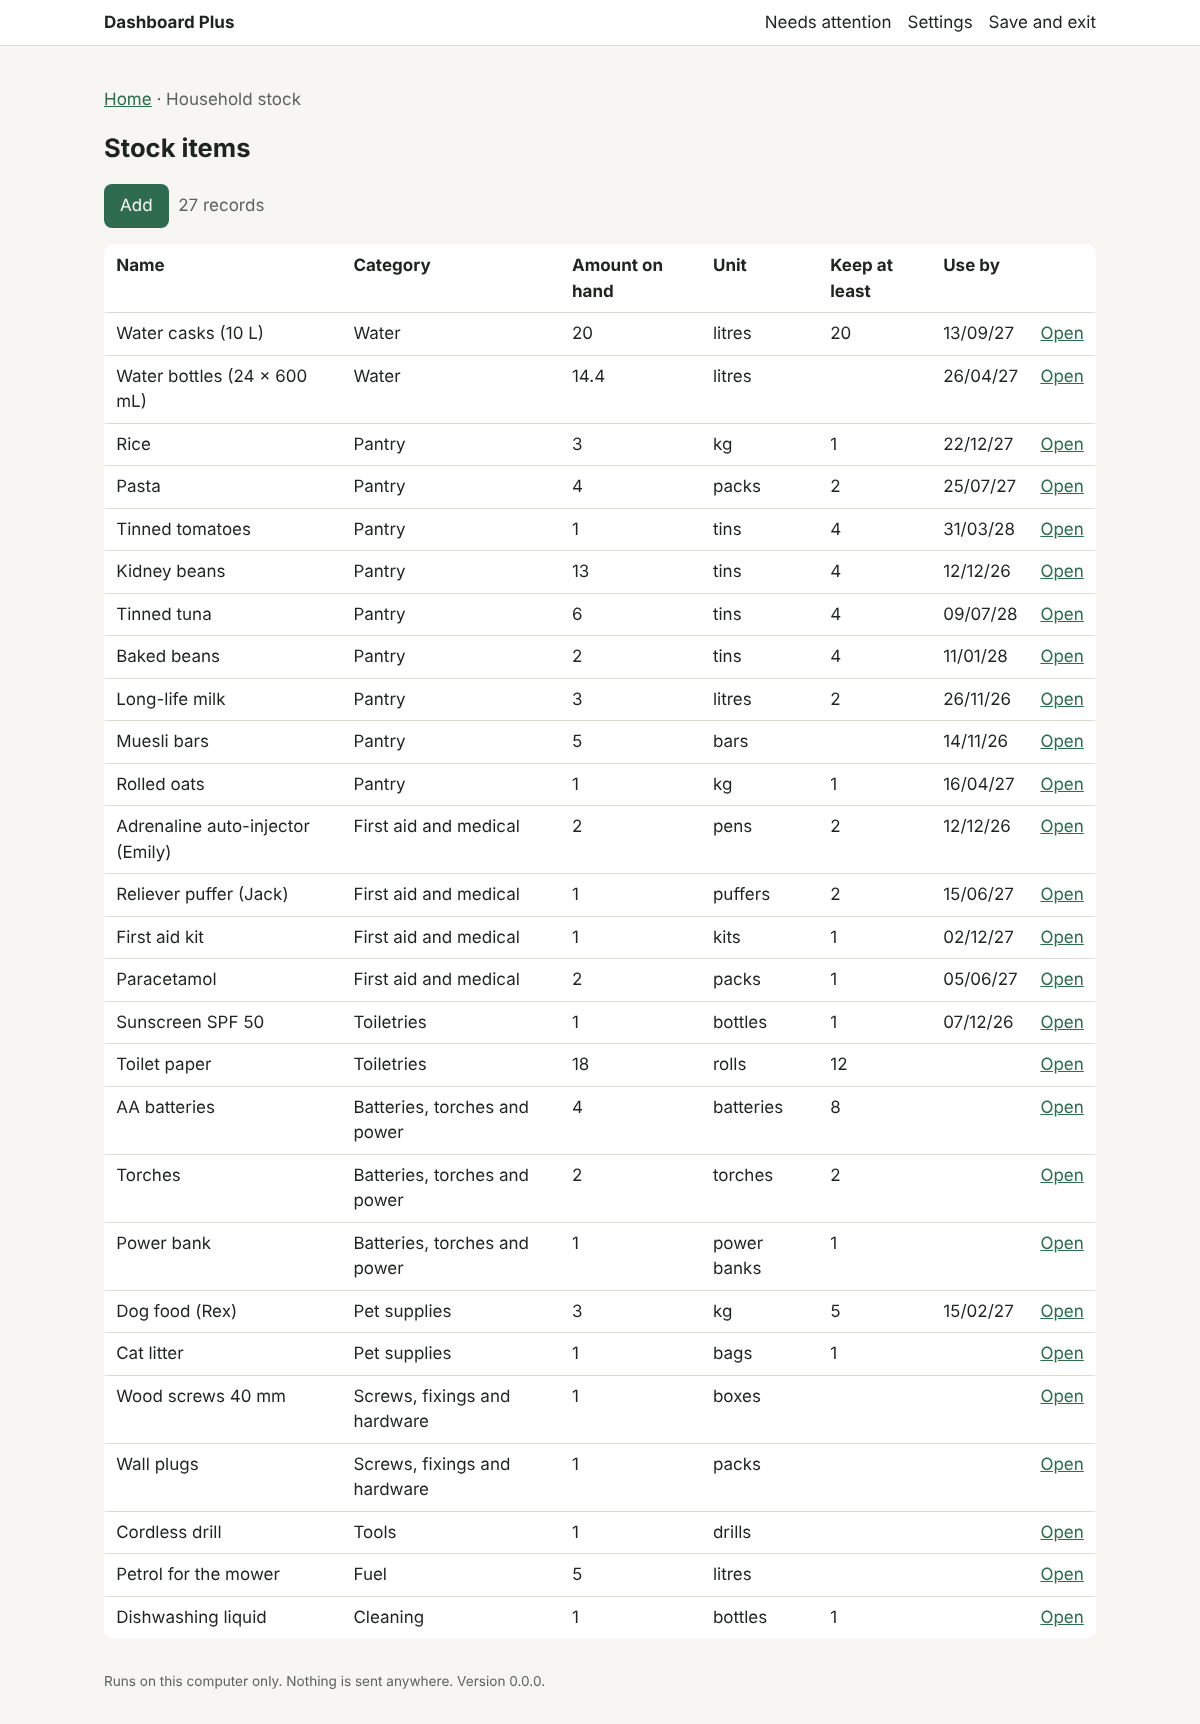 Dashboard Plus Needs attention Settings Save and exit
Home · Household stock
Stock items
Add 27 records
Name Category Amount on hand Unit Keep at least Use by
Water casks (10 L) Water 20 litres 20 13/09/27 Open
Water bottles (24 × 600 mL) Water 14.4 litres 26/04/27 Open
Rice Pantry 3 kg 1 22/12/27 Open
Pasta Pantry 4 packs 2 25/07/27 Open
Tinned tomatoes Pantry 1 tins 4 31/03/28 Open
Kidney beans Pantry 13 tins 4 12/12/26 Open
Tinned tuna Pantry 6 tins 4 09/07/28 Open
Baked beans Pantry 2 tins 4 11/01/28 Open
Long-life milk Pantry 3 litres 2 26/11/26 Open
Muesli bars Pantry 5 bars 14/11/26 Open
Rolled oats Pantry 1 kg 1 16/04/27 Open
Adrenaline auto-injector (Emily) First aid and medical 2 pens 2 12/12/26 Open
Reliever puffer (Jack) First aid and medical 1 puffers 2 15/06/27 Open
First aid kit First aid and medical 1 kits 1 02/12/27 Open
Paracetamol First aid and medical 2 packs 1 05/06/27 Open
Sunscreen SPF 50 Toiletries 1 bottles 1 07/12/26 Open
Toilet paper Toiletries 18 rolls 12 Open
AA batteries Batteries, torches and power 4 batteries 8 Open
Torches Batteries, torches and power 2 torches 2 Open
Power bank Batteries, torches and power 1 power banks 1 Open
Dog food (Rex) Pet supplies 3 kg 5 15/02/27 Open
Cat litter Pet supplies 1 bags 1 Open
Wood screws 40 mm Screws, fixings and hardware 1 boxes Open
Wall plugs Screws, fixings and hardware 1 packs Open
Cordless drill Tools 1 drills Open
Petrol for the mower Fuel 5 litres Open
Dishwashing liquid Cleaning 1 bottles 1 Open
Runs on this computer only. Nothing is sent anywhere. Version 0.0.0.